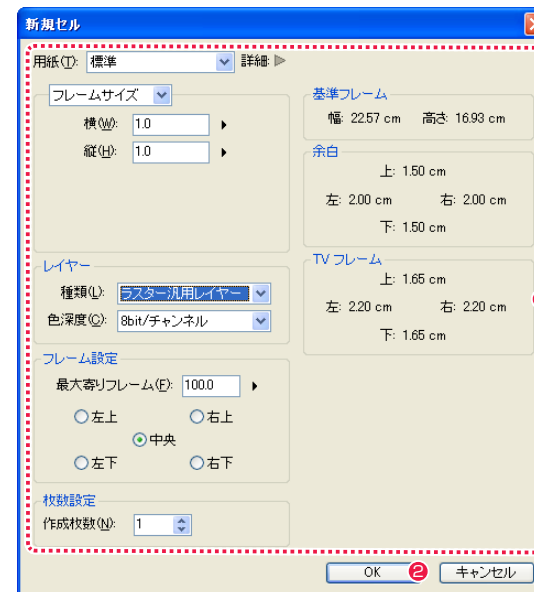 新規セル
用紙(T): 標準 詳細:
フレームサイズ
横(W): 1.0
縦(H): 1.0
基準フレーム
幅: 22.57 cm 高さ: 16.93 cm
余白
上: 1.50 cm
左: 2.00 cm 右: 2.00 cm
下: 1.50 cm
レイヤー
種類(L): ラスター汎用レイヤー
色深度(C): 8bit/チャンネル
TV フレーム
上: 1.65 cm
左: 2.20 cm 右: 2.20 cm
下: 1.65 cm
フレーム設定
最大寄りフレーム(F): 100.0
左上 右上
中央
左下 右下
枚数設定
作成枚数(N): 1
OK 2 キャンセル